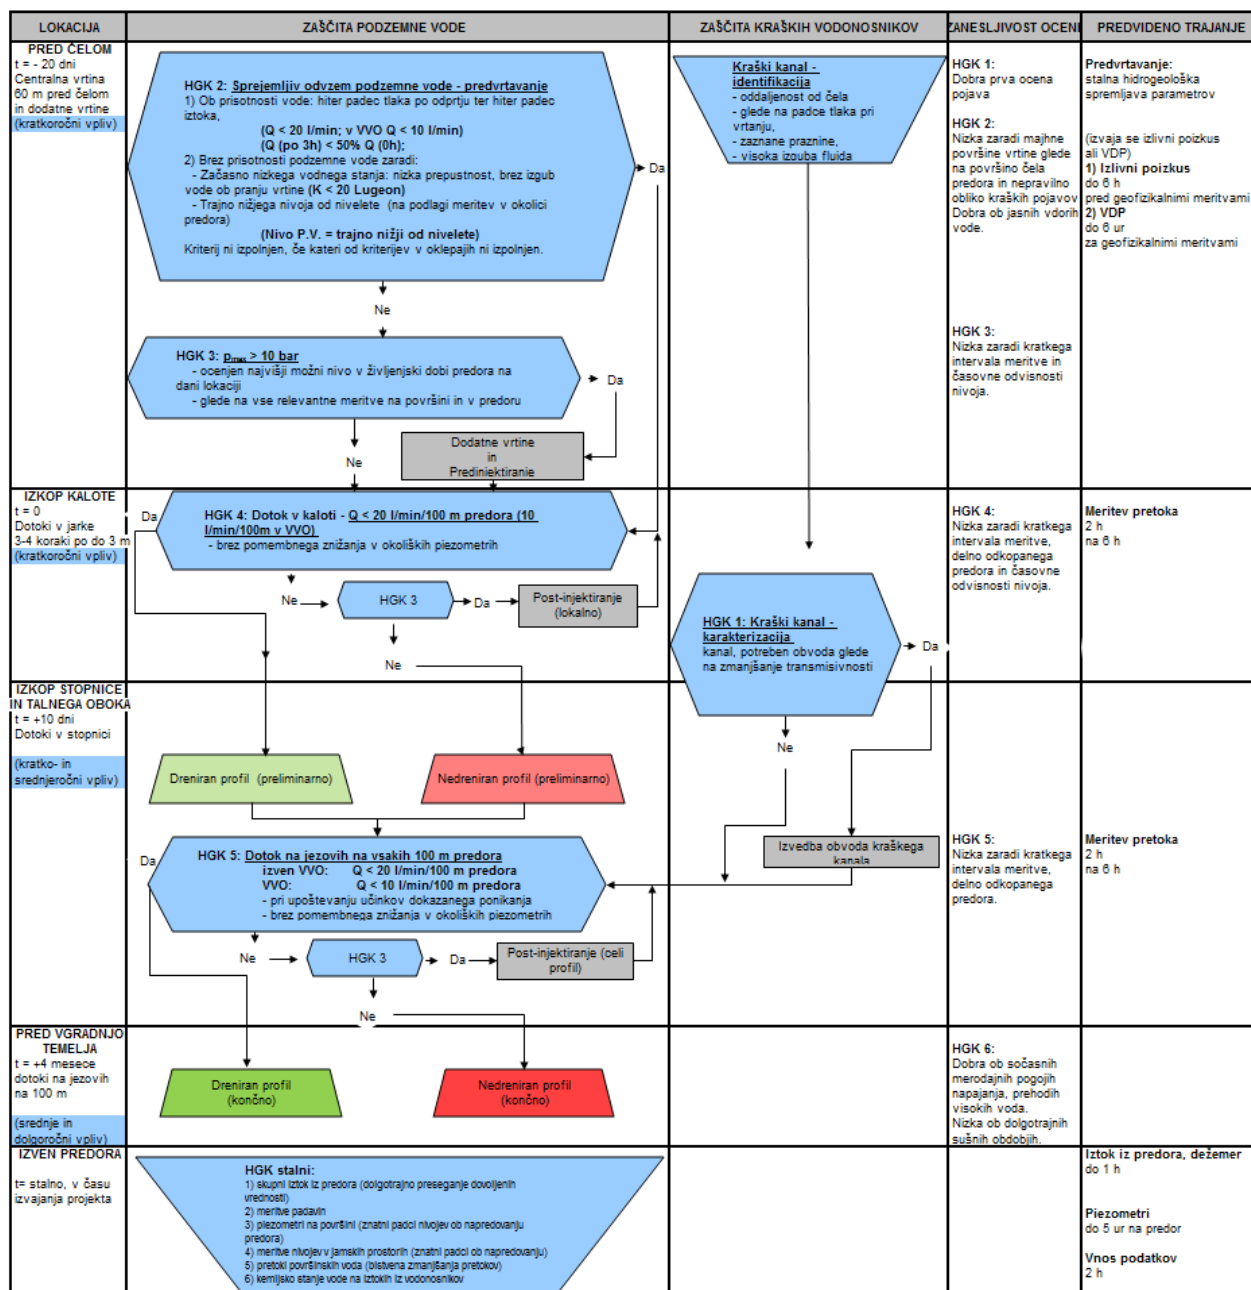 LOKACIJA
ZAŠČITA PODZEMNE VODE
ZAŠČITA KRAŠKIH VODONOSNIKOV
ZANESLJIVOST OCENE
PREDVIDENO TRAJANJE
PRED ČELOM
t = - 20 dni
Centralna vrtina
60 m pred čelom
in dodatne vrtine
(kratkoročni vpliv)
HGK 2: Sprejemljiv odvzem podzemne vode - predvrtavanje
1) Ob prisotnosti vode: hiter padec tlaka po odprtju ter hiter padec
iztoka,
(Q < 20 l/min; v VVO Q < 10 l/min)
(Q (po 3h) < 50% Q (0h);
2) Brez prisotnosti podzemne vode zaradi:
- Začasno nizkega vodnega stanja: nizka prepustnost, brez izgub
vode ob pranju vrtine (K < 20 Lugeon)
- Trajno nižjega nivoja od nivelete (na podlagi meritev v okolici
predora)
(Nivo P.V. = trajno nižji od nivelete)
Kriterij ni izpolnjen, če kateri od kriterijev v oklepajih ni izpolnjen.
Da
Ne
HGK 3: pmax > 10 bar
- ocenjen najvišji možni nivo v življenjski dobi predora na
dani lokaciji
- glede na vse relevantne meritve na površini in v predoru
Da
Ne
Dodatne vrtine
in
Predinjektiranje
Kraški kanal -
identifikacija
- oddaljenost od čela
- glede na padce tlaka pri
vrtanju,
- zaznane praznine,
- visoka izguba fluida
HGK 1:
Dobra prva ocena
pojava
HGK 2:
Nizka zaradi majhne
površine vrtine glede
na površino čela
predora in nepravilno
obliko kraških pojavov
Dobra ob jasnih vdorih
vode.
HGK 3:
Nizka zaradi kratkega
intervala meritve in
časovne odvisnosti
nivoja.
Predvrtavanje:
stalna hidrogeološka
spremljava parametrov
(izvaja se izlivni poizkus
ali VDP)
1) Izlivni poizkus
do 6 h
pred geofizikalnimi meritvami
2) VDP
do 6 ur
za geofizikalnimi meritvami
IZKOP KALOTE
t = 0
Dotoki v jarke
3-4 koraki po do 3 m
(kratkoročni vpliv)
Da
HGK 4: Dotok v kaloti - Q < 20 l/min/100 m predora (10
l/min/100m v VVO)
- brez pomembnega znižanja v okoliških piezometrih
Ne
HGK 3
Da
Post-injektiranje
(lokalno)
Ne
HGK 1: Kraški kanal -
karakterizacija
kanal, potreben obvoda glede
na zmanjšanje transmisivnosti
Da
Ne
HGK 4:
Nizka zaradi kratkega
intervala meritve,
delno odkopanega
predora in časovne
odvisnosti nivoja.
Meritev pretoka
2 h
na 6 h
IZKOP STOPNICE
IN TALNEGA OBOKA
t = +10 dni
Dotoki v stopnici
(kratko- in
srednjeročni vpliv)
Dreniran profil (preliminarno)
Nedreniran profil (preliminarno)
Da
HGK 5: Dotok na jezovih na vsakih 100 m predora
izven VVO: Q < 20 l/min/100 m predora
VVO: Q < 10 l/min/100 m predora
- pri upoštevanju učinkov dokazanega ponikanja
- brez pomembnega znižanja v okoliških piezometrih
Ne
HGK 3
Da
Post-injektiranje (celi
profil)
Ne
Izvedba obvoda kraškega
kanala
HGK 5:
Nizka zaradi kratkega
intervala meritve,
delno odkopanega
predora.
Meritev pretoka
2 h
na 6 h
PRED VGRADNJO
TEMELJA
t = +4 mesece
dotoki na jezovih
na 100 m
(srednje in
dolgoročni vpliv)
Dreniran profil
(končno)
Nedreniran profil
(končno)
HGK 6:
Dobra ob sočasnih
merodajnih pogojih
napajanja, prehodih
visokih voda.
Nizka ob dolgotrajnih
sušnih obdobjih.
IZVEN PREDORA
t= stalno, v času
izvajanja projekta
HGK stalni:
1) skupni iztok iz predora (dolgotrajno preseganje dovoljenih
vrednosti)
2) meritve padavin
3) piezometri na površini (znatni padci nivojev ob napredovanju
predora)
4) meritve nivojev v jamskih prostorih (znatni padci ob napredovanju)
5) pretoki površinskih voda (bistvena zmanjšanja pretokov)
6) kemijsko stanje vode na iztokih iz vodonosnikov
Iztok iz predora, dežemer
do 1 h
Piezometri
do 5 ur na predor
Vnos podatkov
2 h